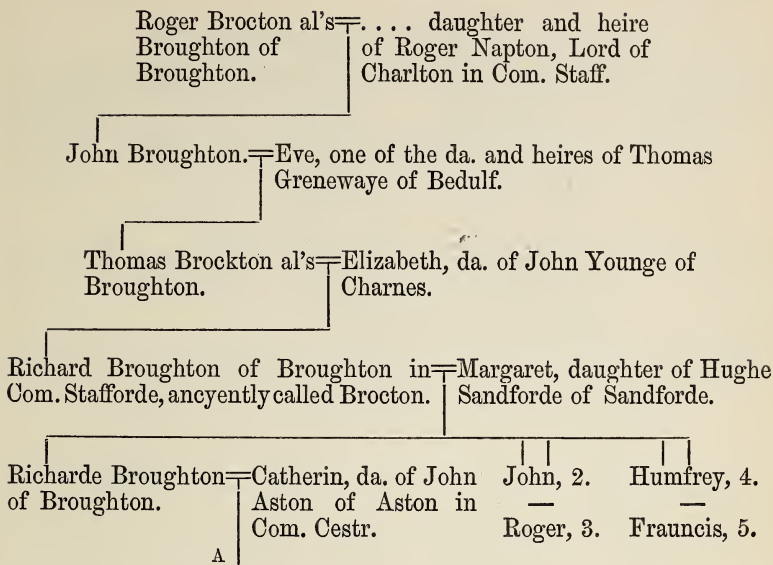 Roger Brocton al's=. . . . daughter and heire
Broughton of of Roger Napton, Lord of
Broughton. Charlton in Com. Staff.
John Broughton.=Eve, one of the da. and heires of Thomas
Grenewaye of Bedulf.
Thomas Brockton al's=Elizabeth, da. of John Younge of
Broughton. Charnes.
Richard Broughton of Broughton in=Margaret, daughter of Hughe
Com. Stafforde, ancyently called Brocton. Sandforde of Sandforde.
Richarde Broughton=Catherin, da. of John John, 2. Humfrey, 4.
of Broughton. Aston of Aston in — —
Com. Cestr. Roger, 3. Frauncis, 5.
A